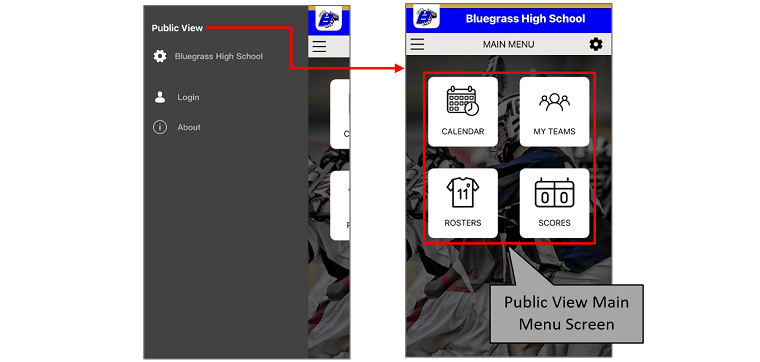 Public View
Bluegrass High School
Login
About
C
Bluegrass High School
MAIN MENU
CALENDAR
MY TEAMS
11
ROSTERS
0 0
SCORES
Public View Main
Menu Screen